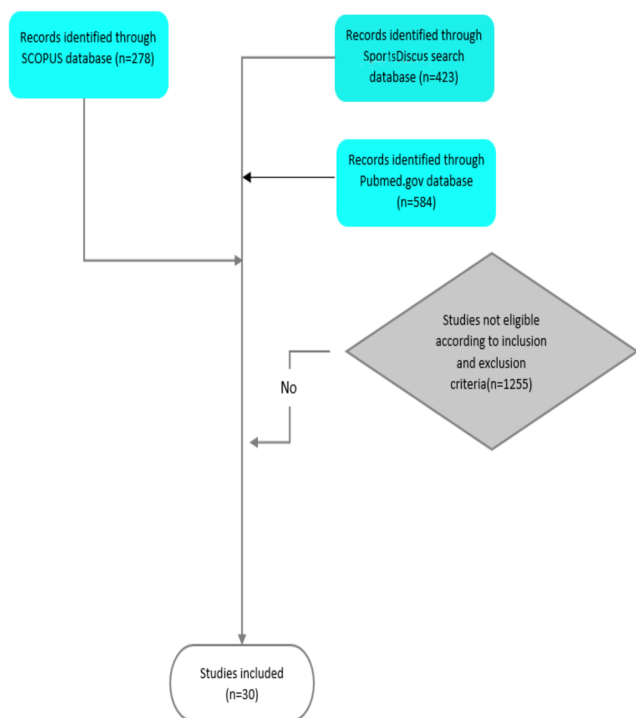 Records identified through
SCOPUS database (n=278)
Records identified through
SportsDiscus search
database (n=423)
Records identified through
Pubmed.gov database
(n=584)
Studies not eligible
according to inclusion
and exclusion
criteria(n=1255)
No
Studies included
(n=30)